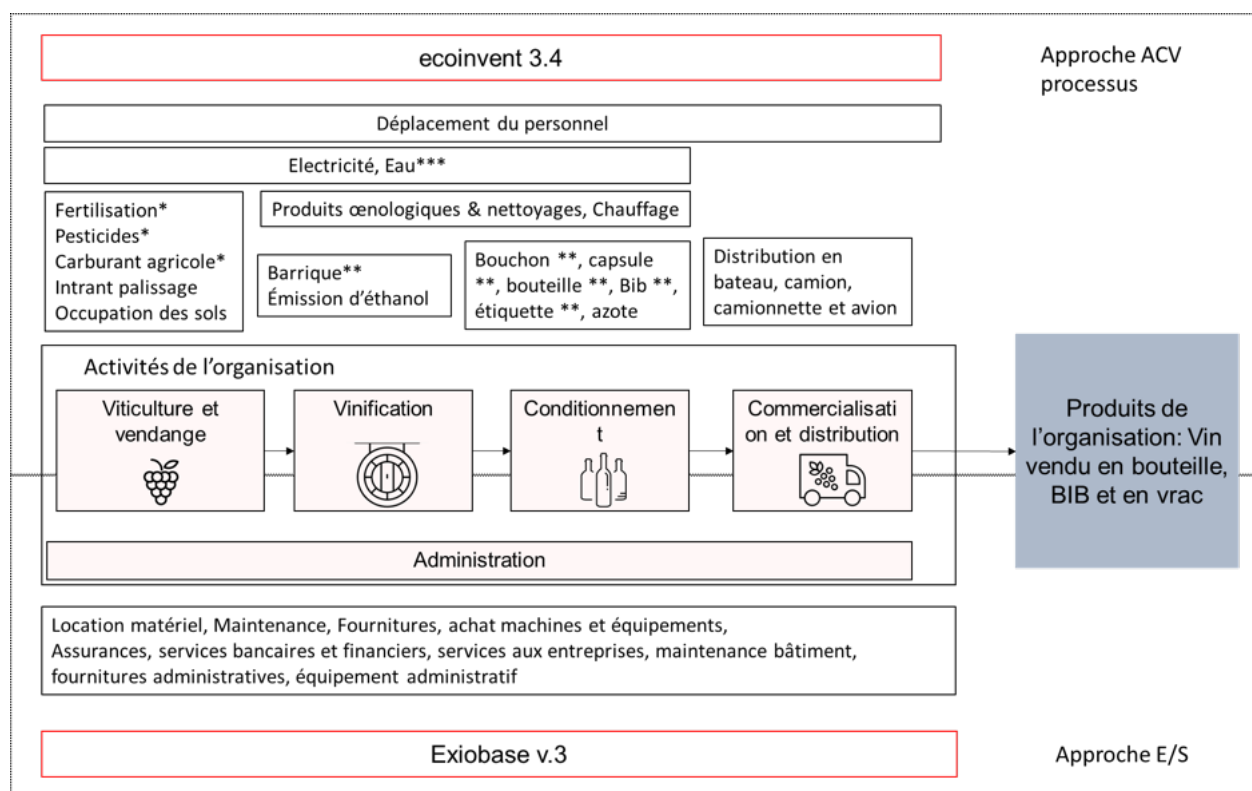 ecoinvent 3.4
Approche ACV
processus
Déplacement du personnel
Electricité, Eau***
Fertilisation*
Pesticides*
Carburant agricole*
Intrant palissage
Occupation des sols
Produits œnologiques & nettoyages, Chauffage
Barrique**
Émission d’éthanol
Bouchon **, capsule
**, bouteille **, Bib **,
étiquette **, azote
Distribution en
bateau, camion,
camionnette et avion
Activités de l’organisation
Viticulture et
vendange
Vinification
Conditionnemen
t
Commercialisati
on et distribution
Administration
Produits de
l’organisation: Vin
vendu en bouteille,
BIB et en vrac
Location matériel, Maintenance, Fournitures, achat machines et équipements,
Assurances, services bancaires et financiers, services aux entreprises, maintenance bâtiment,
fournitures administratives, équipement administratif
Exiobase v.3
Approche E/S